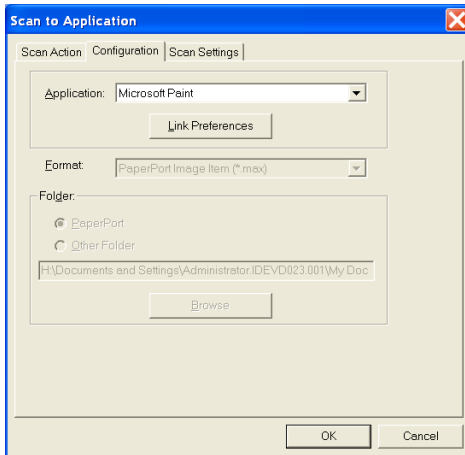 Scan to Application
Scan Action Configuration Scan Settings
Application: Microsoft Paint
Link Preferences
Format: PaperPort Image Item (*.max)
Folder:
PaperPort
Other Folder
H:\Documents and Settings\Administrator.IDEVD023.001\My Doc
Browse
OK Cancel